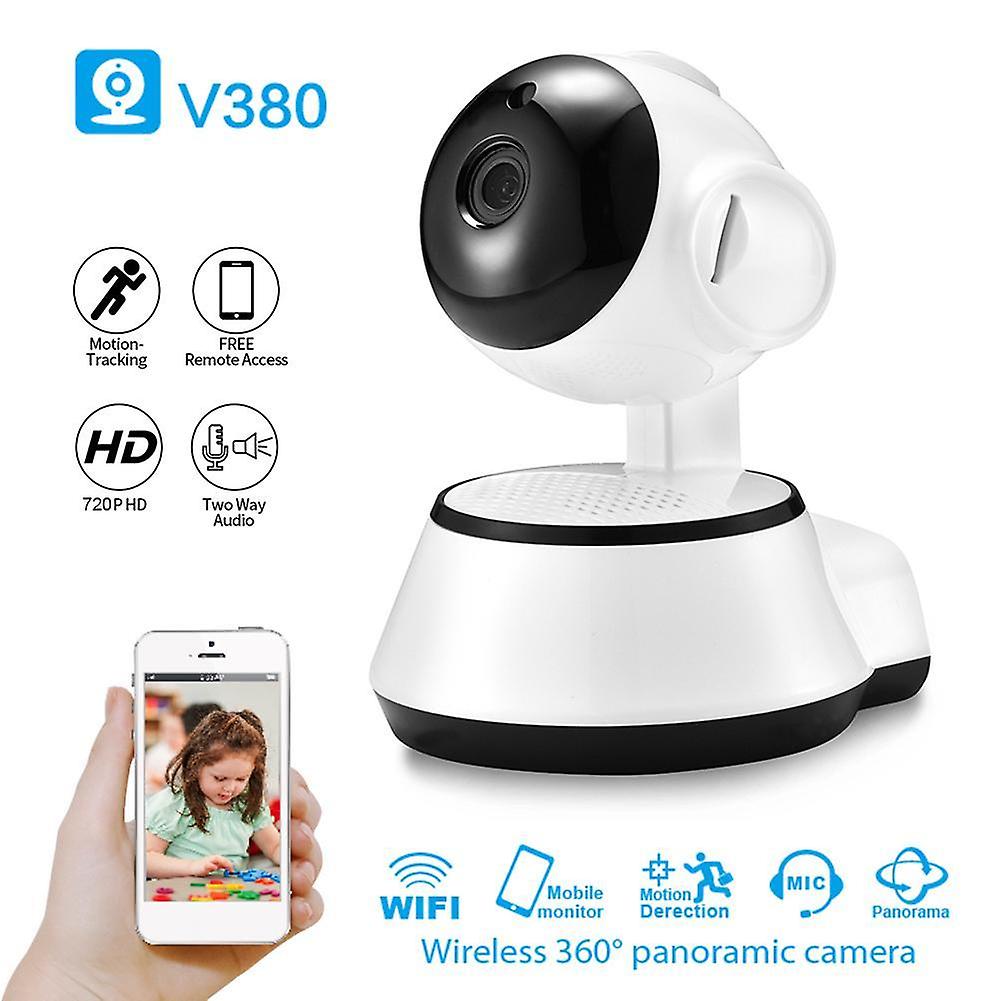 V380
Motion-
Tracking
FREE
Remote Access
HD
720P HD
Two Way
Audio
WIFI
Mobile
monitor
Motion
Derection
MIC
Panorama
Wireless 360° panoramic camera